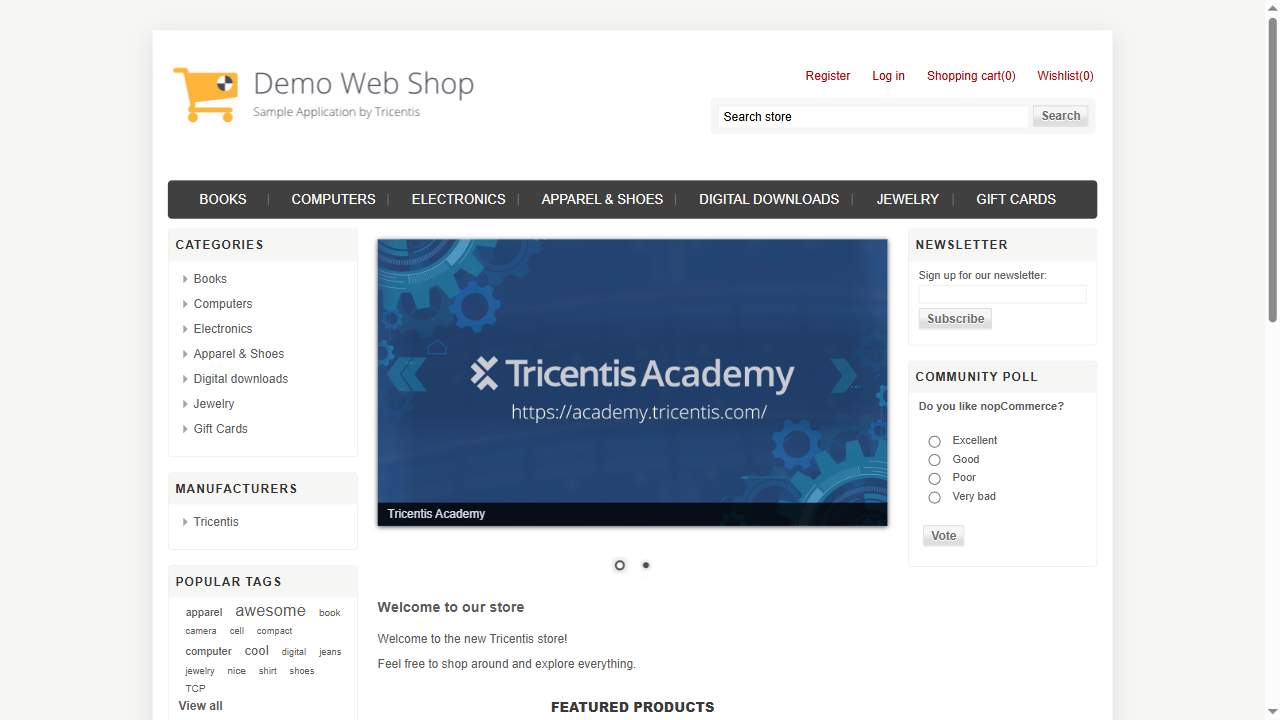 Demo Web Shop
Sample Application by Tricentis
Register Log in Shopping cart(0) Wishlist(0)
Search store Search
BOOKS | COMPUTERS | ELECTRONICS | APPAREL & SHOES | DIGITAL DOWNLOADS | JEWELRY | GIFT CARDS
CATEGORIES
Books
Computers
Electronics
Apparel & Shoes
Digital downloads
Jewelry
Gift Cards
MANUFACTURERS
Tricentis
POPULAR TAGS
apparel awesome book
camera cell compact
computer cool digital jeans
jewelry nice shirt shoes
TCP
View all
Tricentis Academy
https://academy.tricentis.com/
Tricentis Academy
Welcome to our store
Welcome to the new Tricentis store!
Feel free to shop around and explore everything.
FEATURED PRODUCTS
NEWSLETTER
Sign up for our newsletter:
Subscribe
COMMUNITY POLL
Do you like nopCommerce?
Excellent
Good
Poor
Very bad
Vote